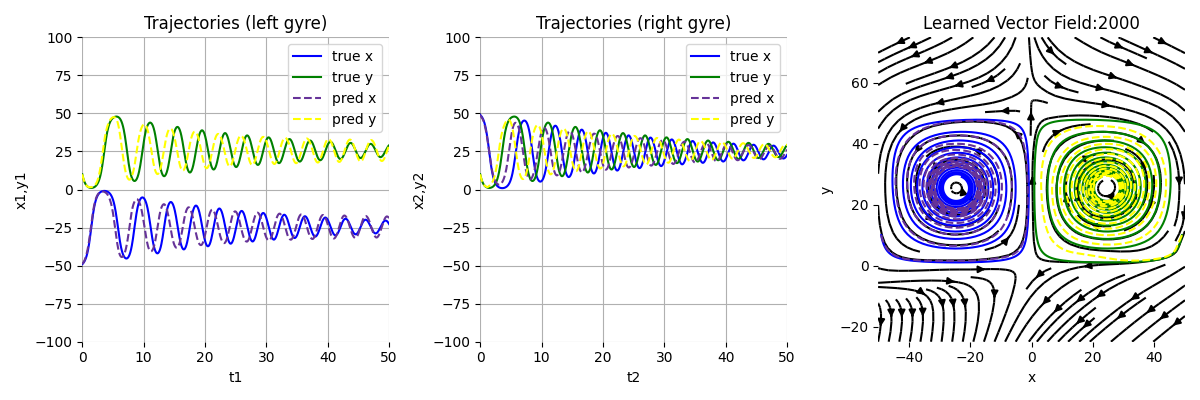 Trajectories (left gyre)
100
75
50
25
0
−25
−50
−75
−100
0
10
20
30
40
50
x1,y1
t1
true x
true y
pred x
pred y
Trajectories (right gyre)
100
75
50
25
0
−25
−50
−75
−100
0
10
20
30
40
50
x2,y2
t2
true x
true y
pred x
pred y
Learned Vector Field:2000
60
40
20
0
−20
−40
−20
0
20
40
y
x